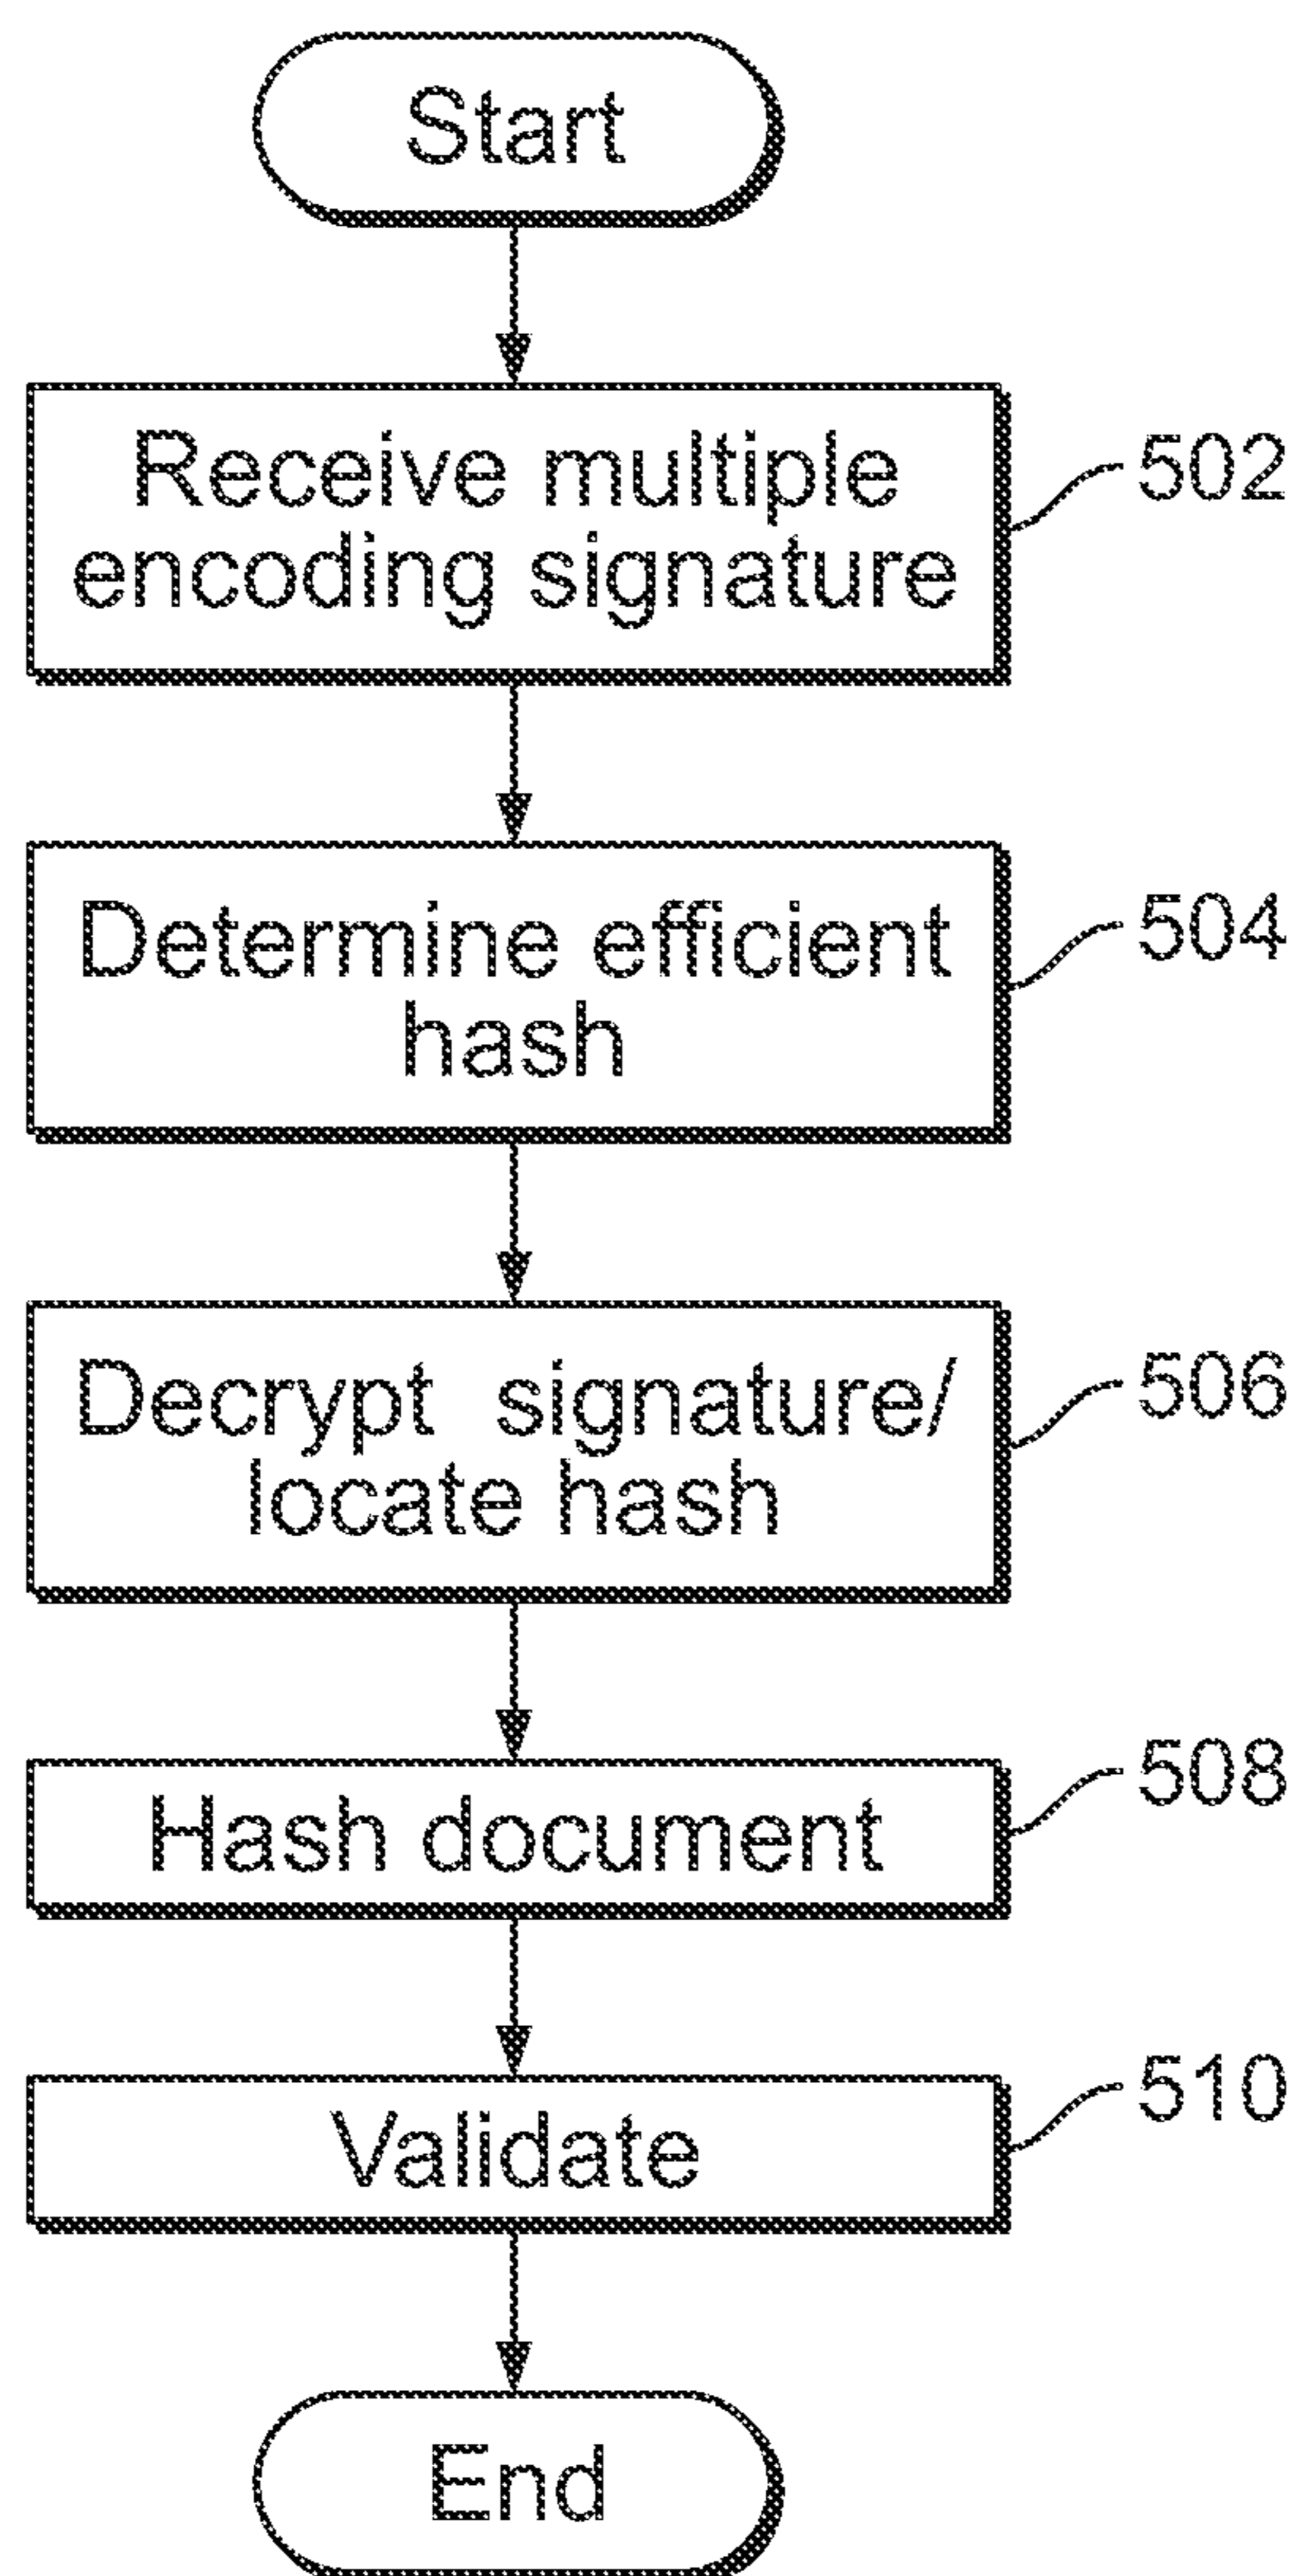 Start
Receive multiple
encoding signature
502
Determine efficient
hash
504
Decrypt signature/
locate hash
506
Hash document
508
Validate
510
End